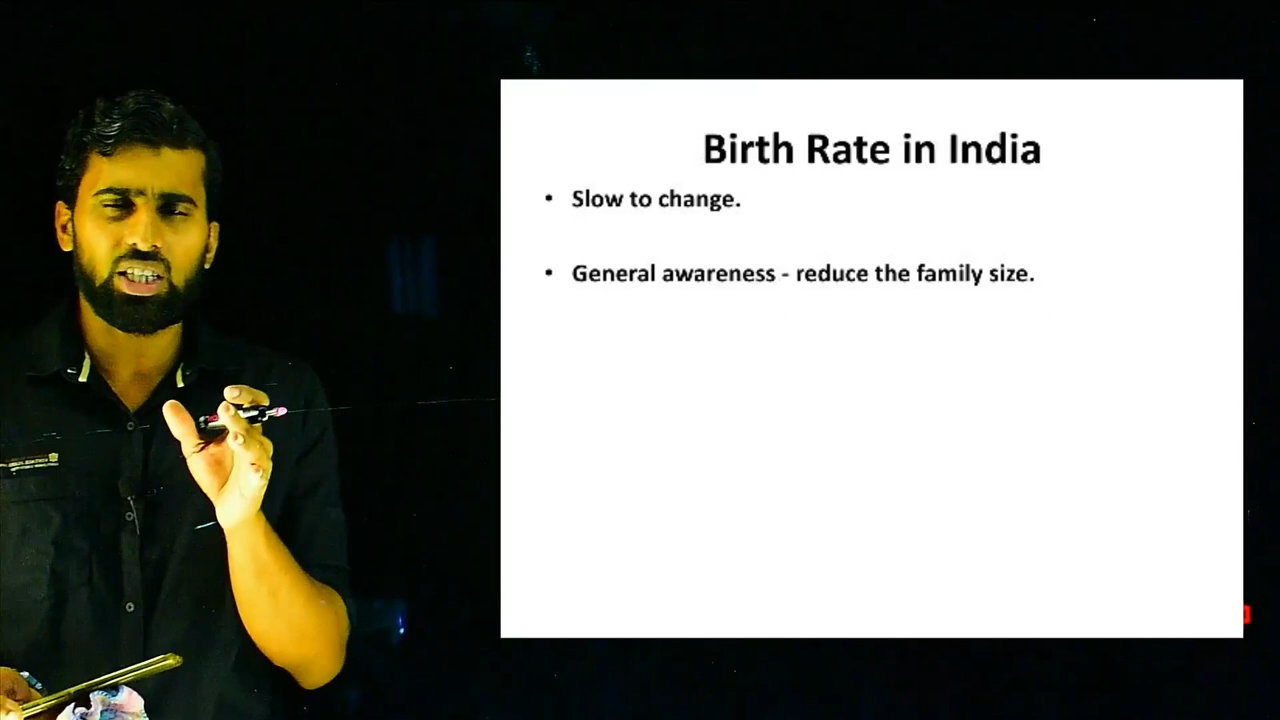 Birth Rate in India
• Slow to change.
• General awareness - reduce the family size.